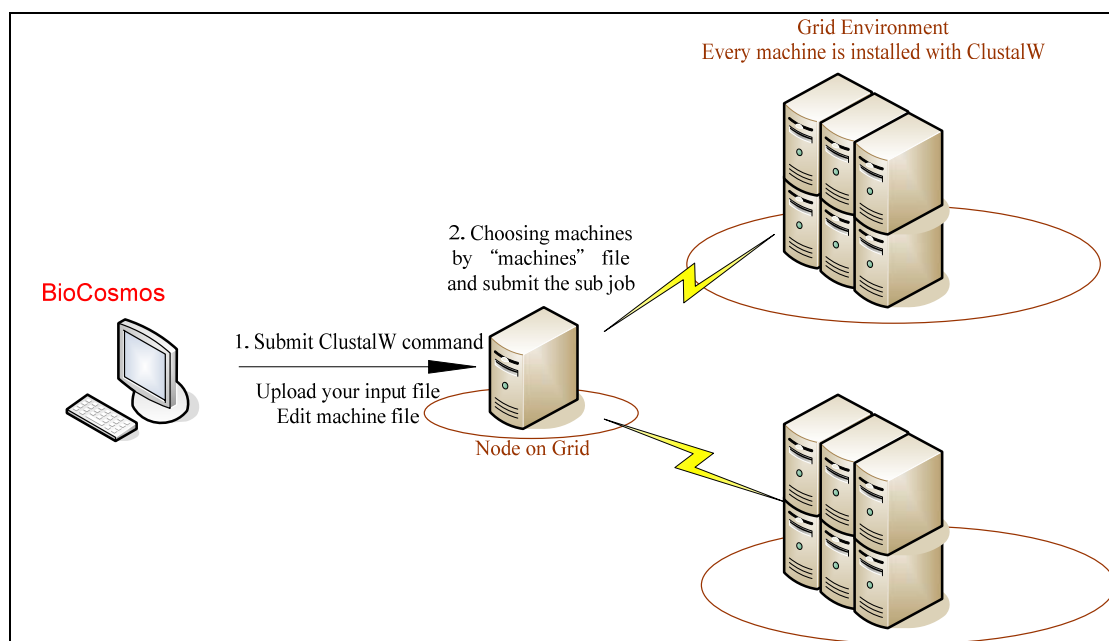 Grid Environment
Every machine is installed with ClustalW
2. Choosing machines
by “machines” file
and submit the sub job
BioCosmos
1. Submit ClustalW command
Upload your input file
Edit machine file
Node on Grid